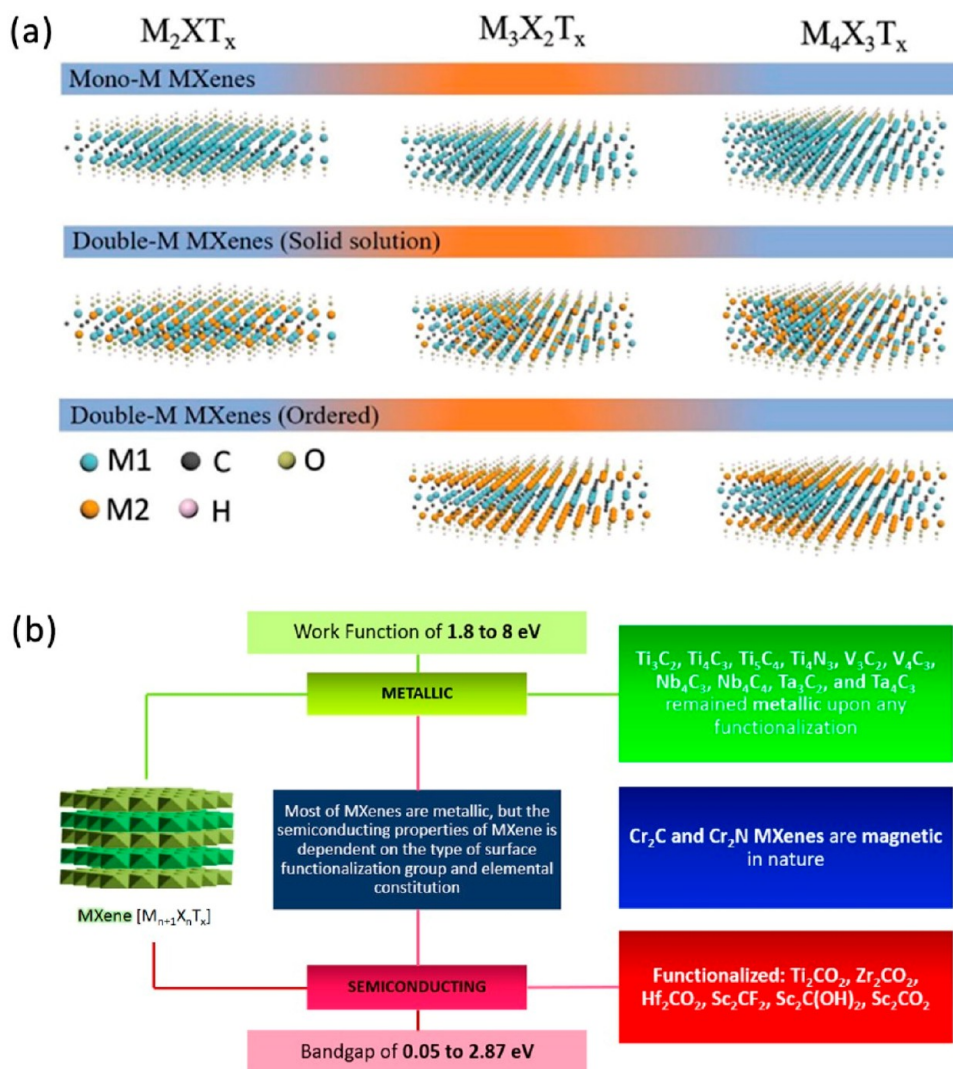 (a)
M₂XTₓ
M₃X₂Tₓ
M₄X₃Tₓ
Mono-M MXenes
Double-M MXenes (Solid solution)
Double-M MXenes (Ordered)
M1
C
O
M2
H
(b)
Work Function of 1.8 to 8 eV
METALLIC
Ti₃C₂, Ti₄C₃, Ti₅C₄, Ti₄N₃, V₃C₂, V₄C₃,
Nb₄C₃, Nb₄C₄, Ta₃C₂, and Ta₄C₃
remained metallic upon any
functionalization
Most of MXenes are metallic, but the
semiconducting properties of MXene is
dependent on the type of surface
functionalization group and elemental
constitution
Cr₂C and Cr₂N MXenes are magnetic
in nature
MXene [Mₙ₊₁XₙTₓ]
SEMICONDUCTING
Functionalized: Ti₂CO₂, Zr₂CO₂,
Hf₂CO₂, Sc₂CF₂, Sc₂C(OH)₂, Sc₂CO₂
Bandgap of 0.05 to 2.87 eV